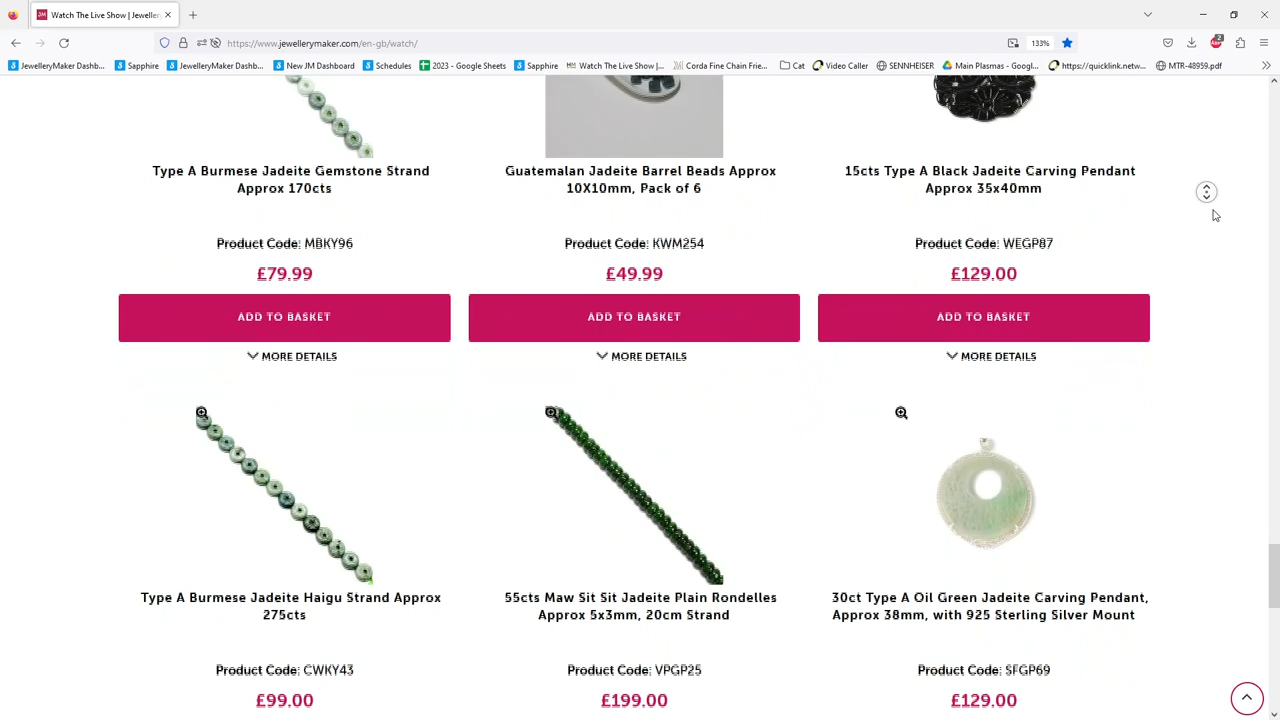 Watch The Live Show | Jeweller
https://www.jewellerymaker.com/en-gb/watch/
133%
2
JewelleryMaker Dashb...
Sapphire
JewelleryMaker Dashb...
New JM Dashboard
Schedules
2023 - Google Sheets
Sapphire
Watch The Live Show |...
Corda Fine Chain Frie...
Cat
Video Caller
SENNHEISER
Main Plasmas - Googl...
https://quicklink.netw...
MTR-48959.pdf
Type A Burmese Jadeite Gemstone Strand
Approx 170cts
Product Code: MBKY96
£79.99
ADD TO BASKET
MORE DETAILS
Guatemalan Jadeite Barrel Beads Approx
10X10mm, Pack of 6
Product Code: KWM254
£49.99
ADD TO BASKET
MORE DETAILS
15cts Type A Black Jadeite Carving Pendant
Approx 35x40mm
Product Code: WEGP87
£129.00
ADD TO BASKET
MORE DETAILS
Type A Burmese Jadeite Haigu Strand Approx
275cts
Product Code: CWKY43
£99.00
55cts Maw Sit Sit Jadeite Plain Rondelles
Approx 5x3mm, 20cm Strand
Product Code: VPGP25
£199.00
30ct Type A Oil Green Jadeite Carving Pendant,
Approx 38mm, with 925 Sterling Silver Mount
Product Code: SFGP69
£129.00